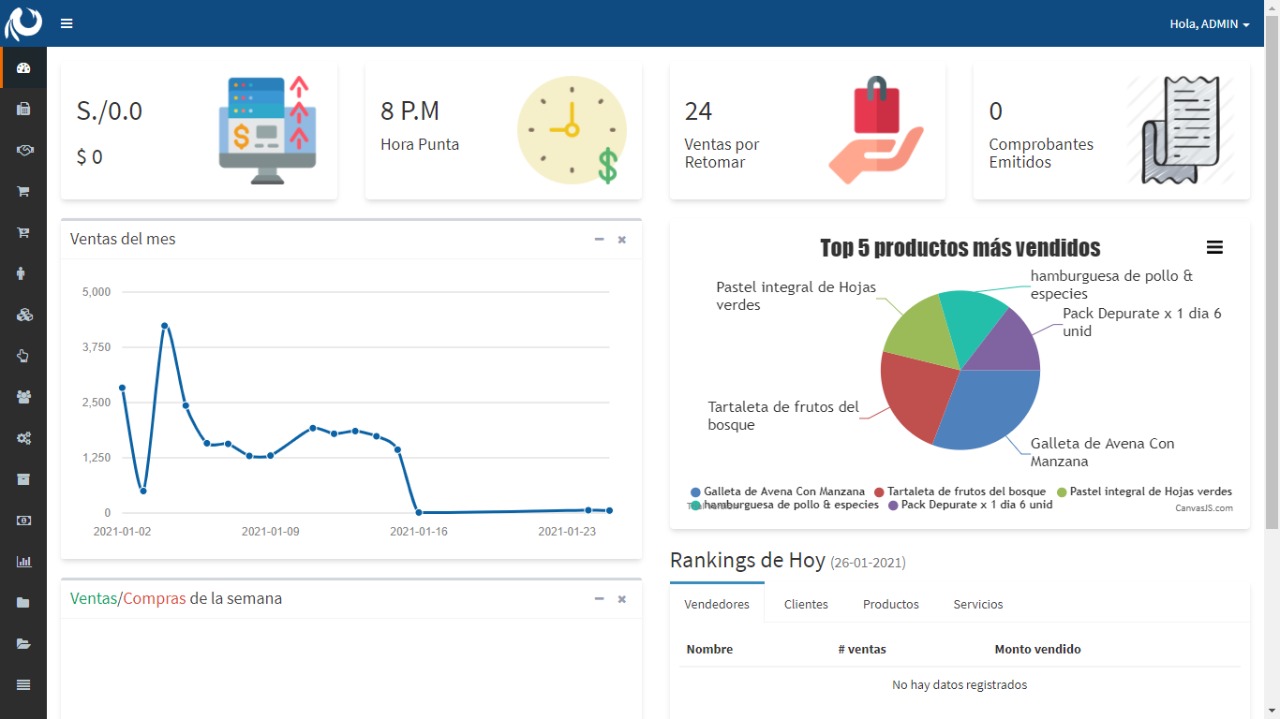 Hola, ADMIN
S./0.0
$ 0
8 P.M
Hora Punta
24
Ventas por
Retomar
0
Comprobantes
Emitidos
Ventas del mes
5,000
3,750
2,500
1,250
0
2021-01-02
2021-01-09
2021-01-16
2021-01-23
Top 5 productos más vendidos
Pastel integral de Hojas
verdes
hamburguesa de pollo &
especies
Pack Depurate x 1 dia 6
unid
Tartaleta de frutos del
bosque
Galleta de Avena Con
Manzana
Galleta de Avena Con Manzana Tartaleta de frutos del bosque Pastel integral de Hojas verdes
hamburguesa de pollo & especies Pack Depurate x 1 dia 6 unid
CanvasJS.com
Rankings de Hoy (26-01-2021)
Vendedores Clientes Productos Servicios
Nombre # ventas Monto vendido
No hay datos registrados
Ventas/Compras de la semana